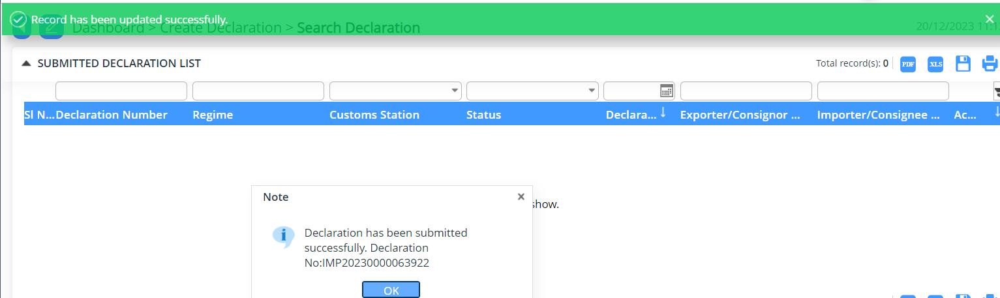 Record has been updated successfully.
Dashboard > Create Declaration > Search Declaration
20/12/2023
SUBMITTED DECLARATION LIST
Total record(s): 0
PDF
XLS
Sl N... Declaration Number Regime Customs Station Status Declara... Exporter/Consignor ... Importer/Consignee ... Ac...
Note
show.
Declaration has been submitted
successfully. Declaration
No:IMP20230000063922
OK